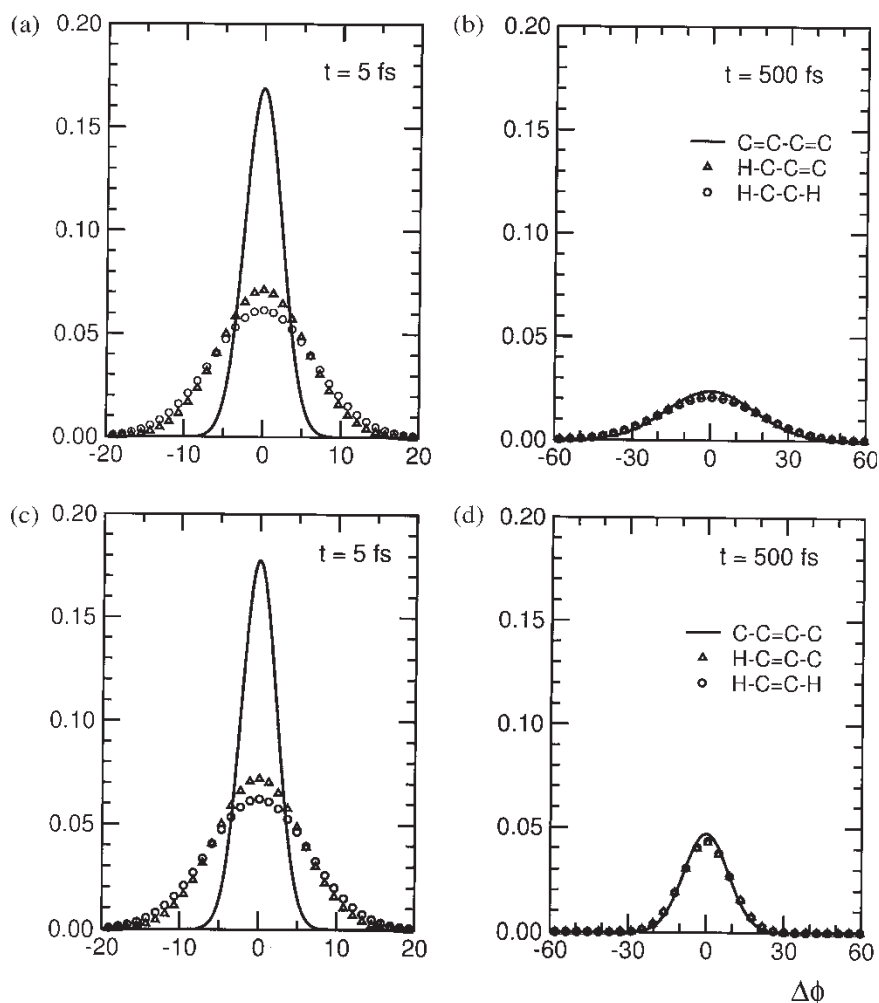 (a)
0.20
0.15
0.10
0.05
0.00
t = 5 fs
-20 -10 0 10 20
(b)
0.20
0.15
0.10
0.05
0.00
t = 500 fs
C=C-C=C
H-C-C=C
H-C-C-H
-60 -30 0 30 60
(c)
0.20
0.15
0.10
0.05
0.00
t = 5 fs
-20 -10 0 10 20
(d)
0.20
0.15
0.10
0.05
0.00
t = 500 fs
C-C=C-C
H-C=C-C
H-C=C-H
-60 -30 0 30 60
Δϕ